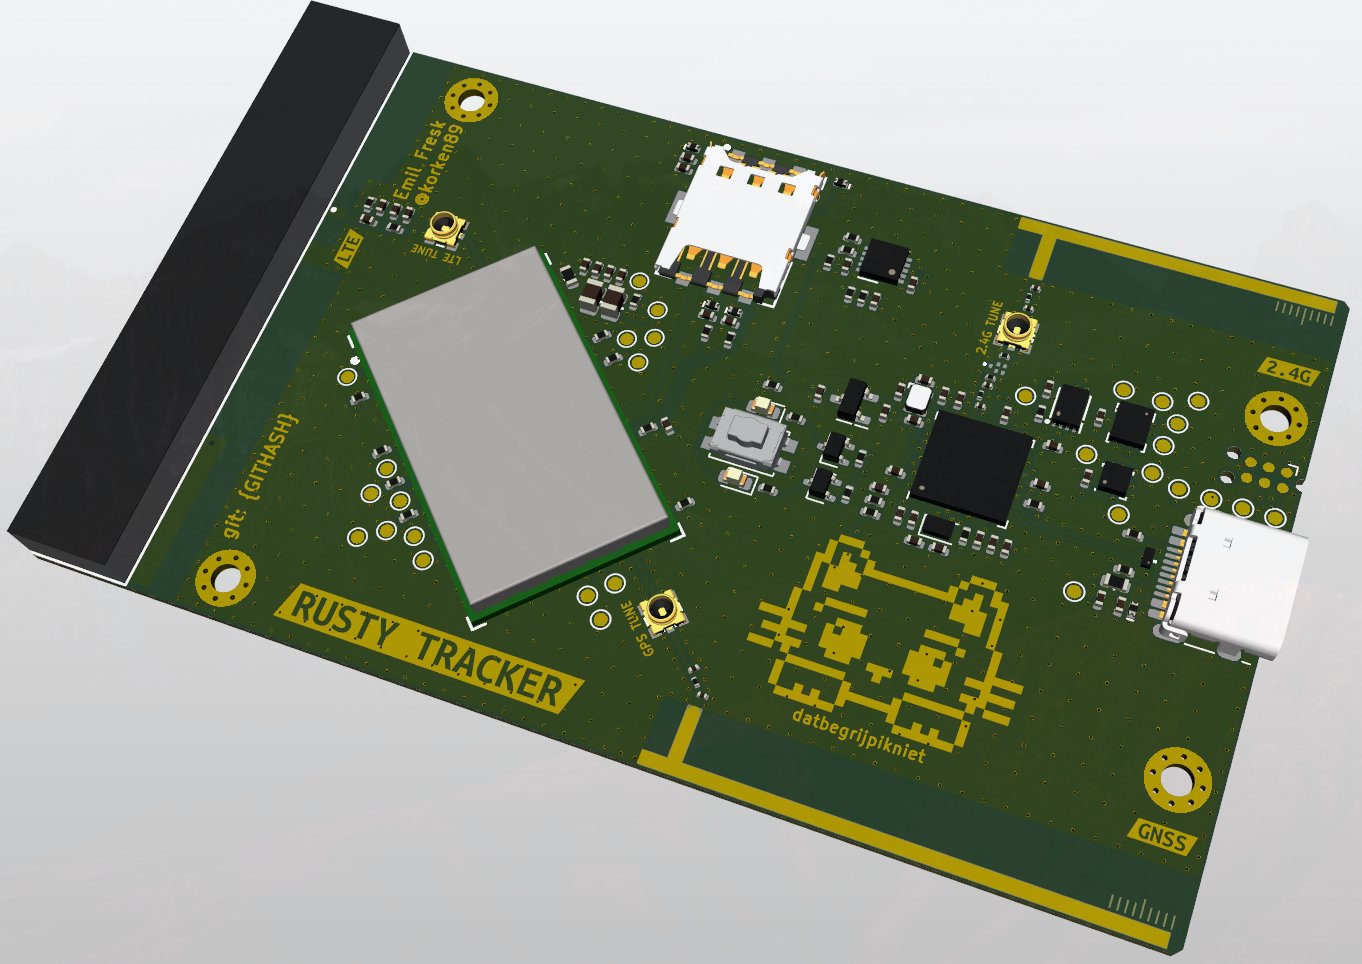 Emil Fresk
@korken89
LTE
LTE TUNE
2.4G TUNE
2.4G
git: {GITHASH}
RUSTY TRACKER
GPS TUNE
datbegrijpikniet
GNSS